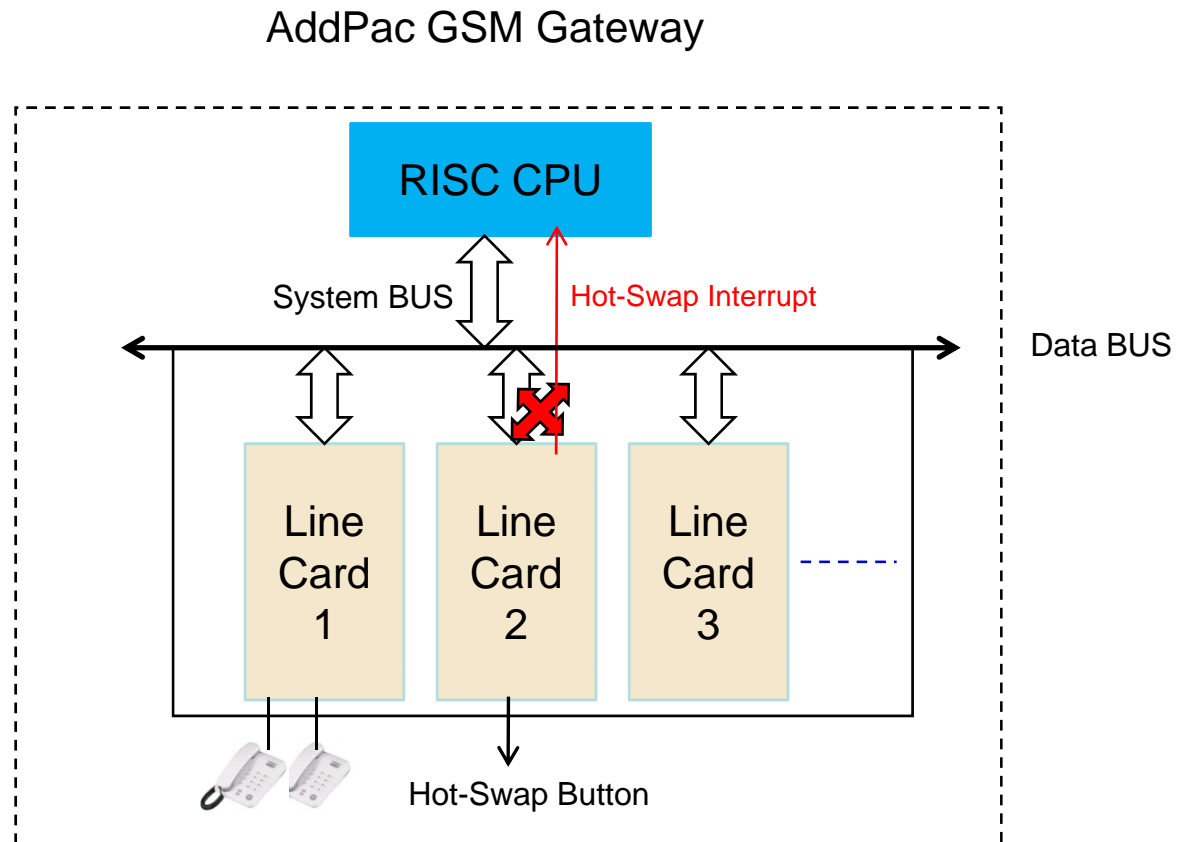 AddPac GSM Gateway
RISC CPU
System BUS
Hot-Swap Interrupt
Data BUS
Line
Card
1
Line
Card
2
Line
Card
3
Hot-Swap Button